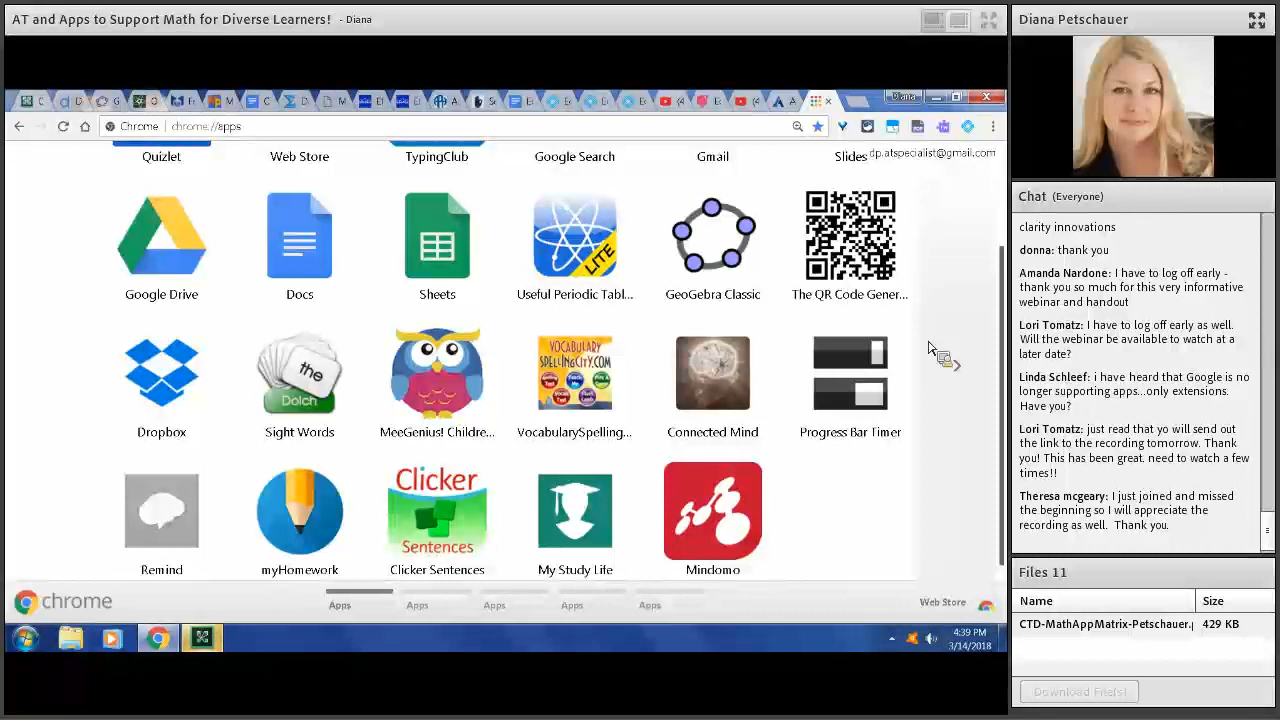 AT and Apps to Support Math for Diverse Learners! - Diana
Diana
Chrome chrome://apps
Quizlet Web Store TypingClub Google Search Gmail Slides
dp.atspecialist@gmail.com
LITE
Google Drive Docs Sheets Useful Periodic Tabl... GeoGebra Classic The QR Code Gener...
the
Dolch
VOCABULARY
SPELLINGCITY.COM
Dropbox Sight Words MeeGenius! Childre... VocabularySpelling... Connected Mind Progress Bar Timer
Clicker
Sentences
Remind myHomework Clicker Sentences My Study Life Mindomo
chrome
Apps Apps Apps Apps Apps
Web Store
4:39 PM
3/14/2018
Diana Petschauer
Chat (Everyone)
clarity innovations
donna: thank you
Amanda Nardone: I have to log off early -
thank you so much for this very informative
webinar and handout
Lori Tomatz: I have to log off early as well.
Will the webinar be available to watch at a
later date?
Linda Schleef: i have heard that Google is no
longer supporting apps...only extensions.
Have you?
Lori Tomatz: just read that yo will send out
the link to the recording tomorrow. Thank
you! This has been great. need to watch a few
times!!
Theresa mcgeary: I just joined and missed
the beginning so I will appreciate the
recording as well. Thank you.
Files 11
Name Size
CTD-MathAppMatrix-Petschauer.p 429 KB
Download File(s)